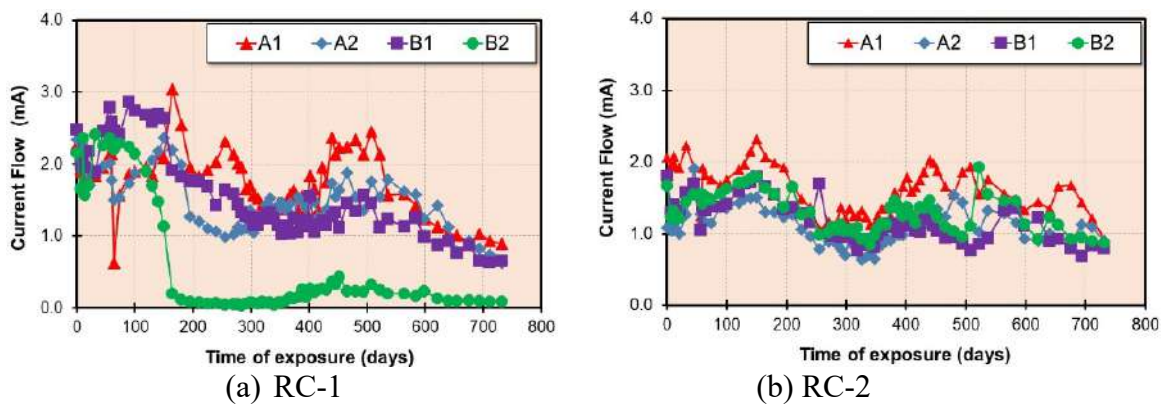 4.0
3.0
2.0
1.0
0.0
0 100 200 300 400 500 600 700 800
Current Flow (mA)
Time of exposure (days)
A1 A2 B1 B2
(a) RC-1
4.0
3.0
2.0
1.0
0.0
0 100 200 300 400 500 600 700 800
Current Flow (mA)
Time of exposure (days)
A1 A2 B1 B2
(b) RC-2